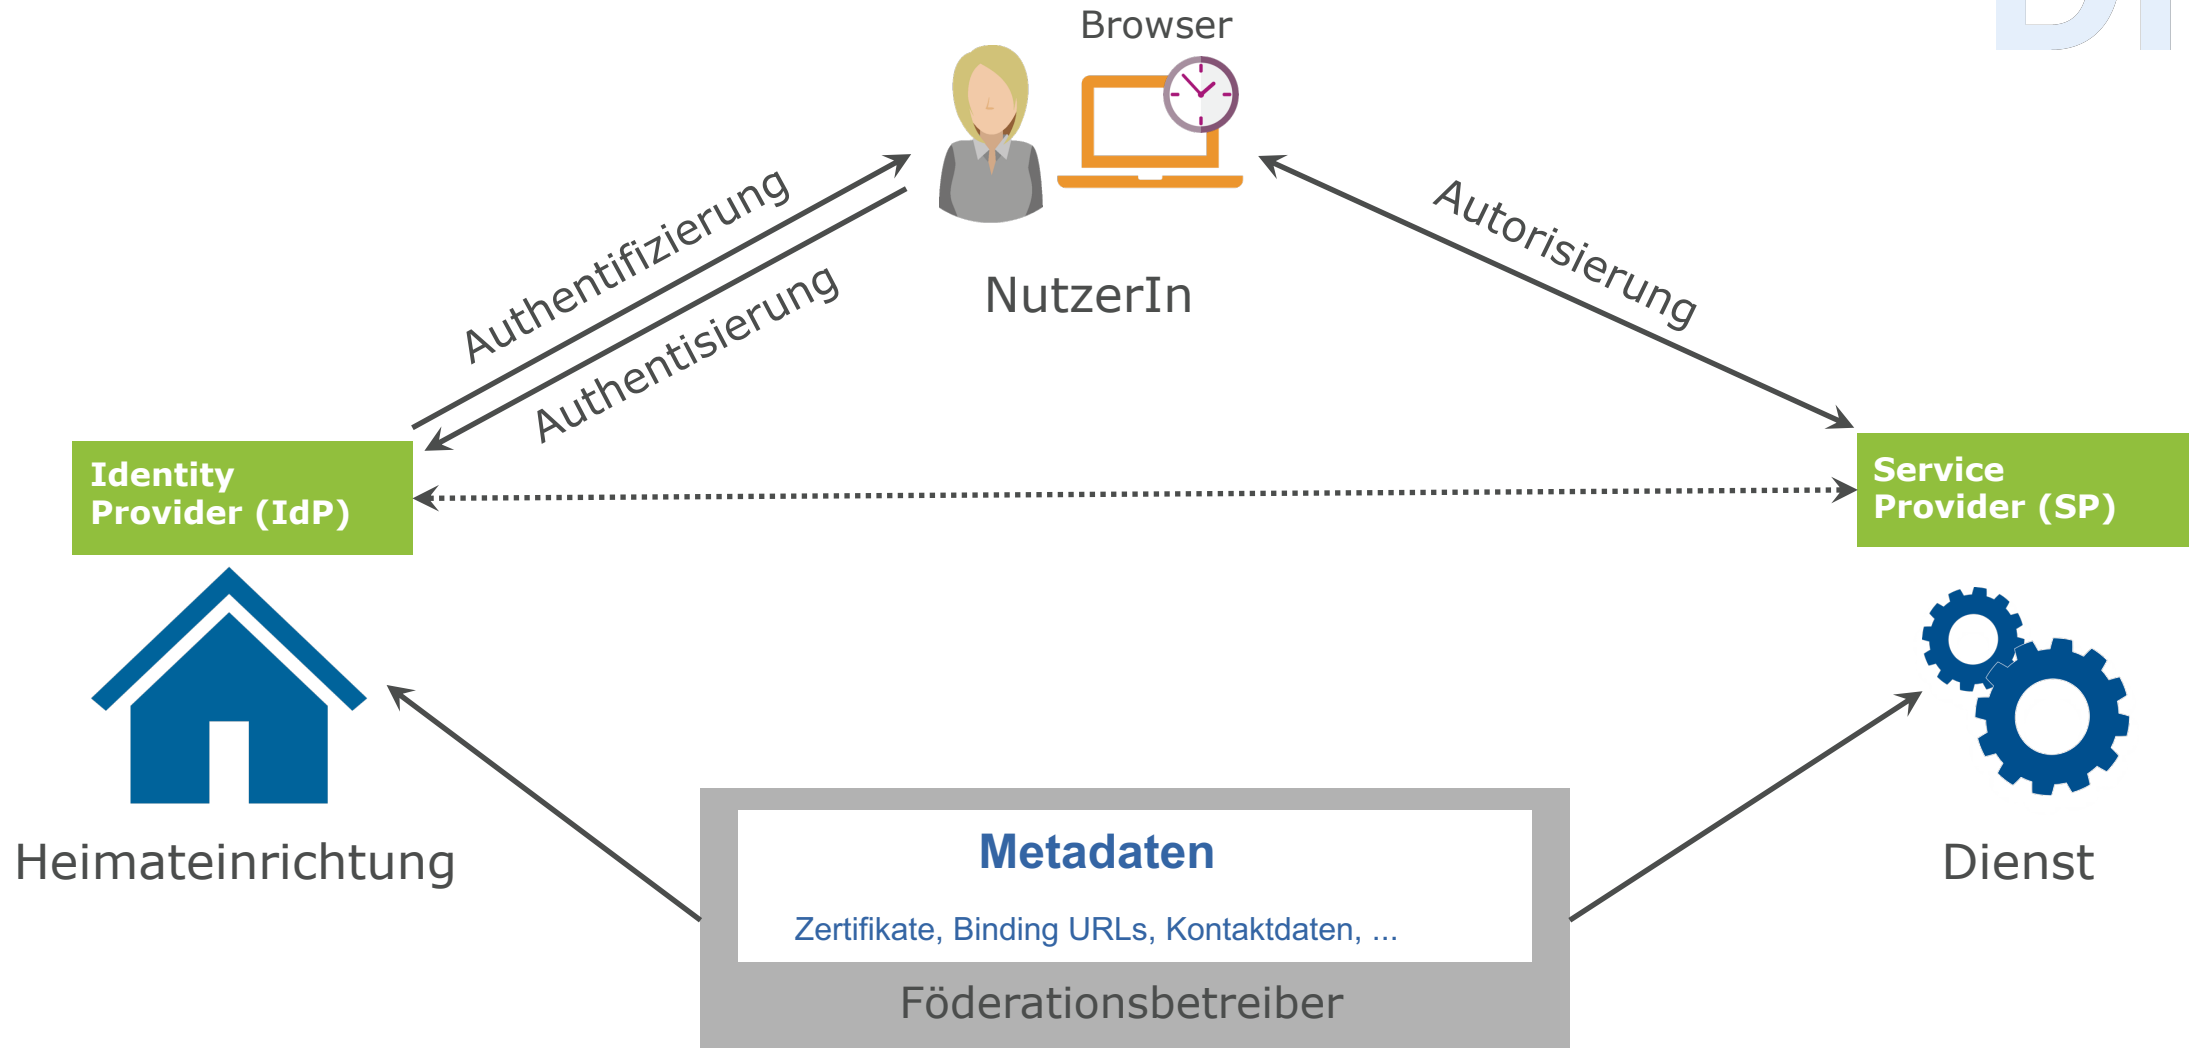 Browser
Authentifizierung
Authentisierung
NutzerIn
Autorisierung
Identity
Provider (IdP)
Service
Provider (SP)
Heimateinrichtung
Dienst
Metadaten
Zertifikate, Binding URLs, Kontaktdaten, ...
Föderationsbetreiber